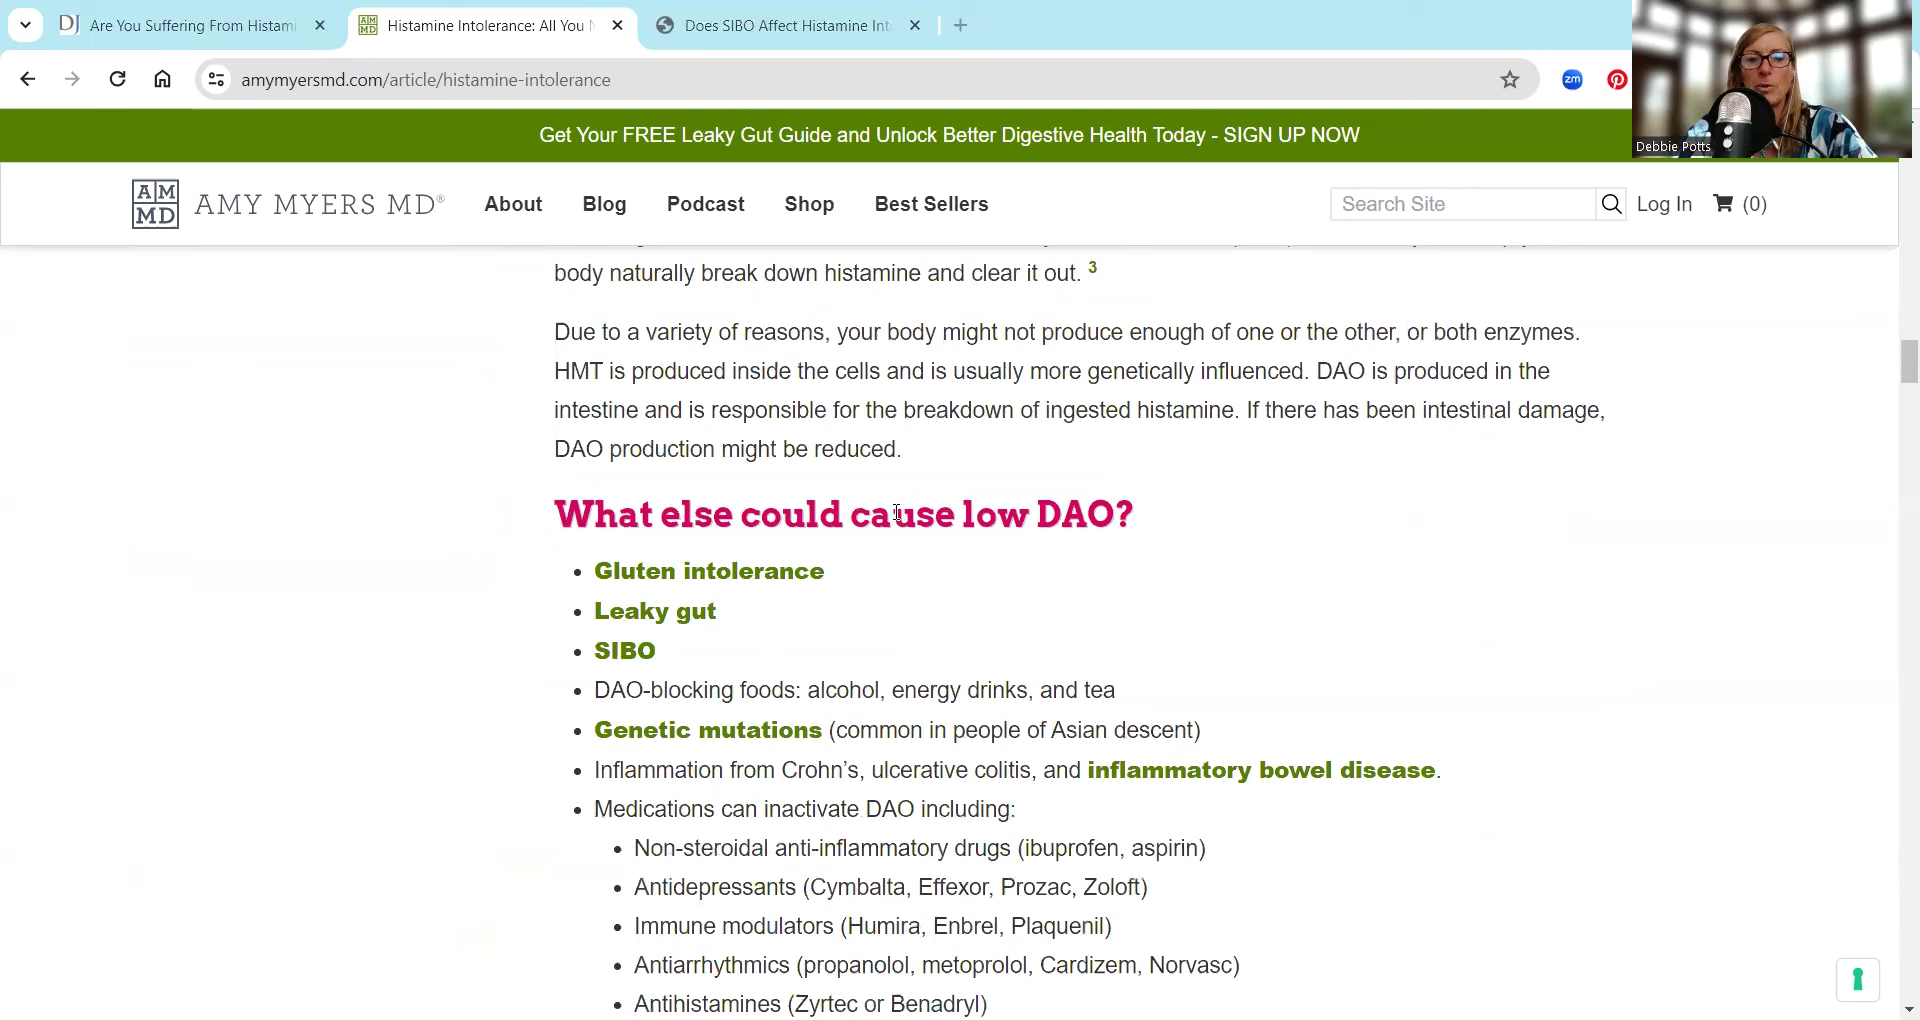 Are You Suffering From Histami
Histamine Intolerance: All You N
Does SIBO Affect Histamine Int
amymyersmd.com/article/histamine-intolerance
zm
Debbie Potts
Get Your FREE Leaky Gut Guide and Unlock Better Digestive Health Today - SIGN UP NOW
AM
MD
AMY MYERS MD®
About
Blog
Podcast
Shop
Best Sellers
Search Site
Log In
(0)
body naturally break down histamine and clear it out. 3
Due to a variety of reasons, your body might not produce enough of one or the other, or both enzymes.
HMT is produced inside the cells and is usually more genetically influenced. DAO is produced in the
intestine and is responsible for the breakdown of ingested histamine. If there has been intestinal damage,
DAO production might be reduced.
What else could cause low DAO?
• Gluten intolerance
• Leaky gut
• SIBO
• DAO-blocking foods: alcohol, energy drinks, and tea
• Genetic mutations (common in people of Asian descent)
• Inflammation from Crohn’s, ulcerative colitis, and inflammatory bowel disease.
• Medications can inactivate DAO including:
• Non-steroidal anti-inflammatory drugs (ibuprofen, aspirin)
• Antidepressants (Cymbalta, Effexor, Prozac, Zoloft)
• Immune modulators (Humira, Enbrel, Plaquenil)
• Antiarrhythmics (propanolol, metoprolol, Cardizem, Norvasc)
• Antihistamines (Zyrtec or Benadryl)